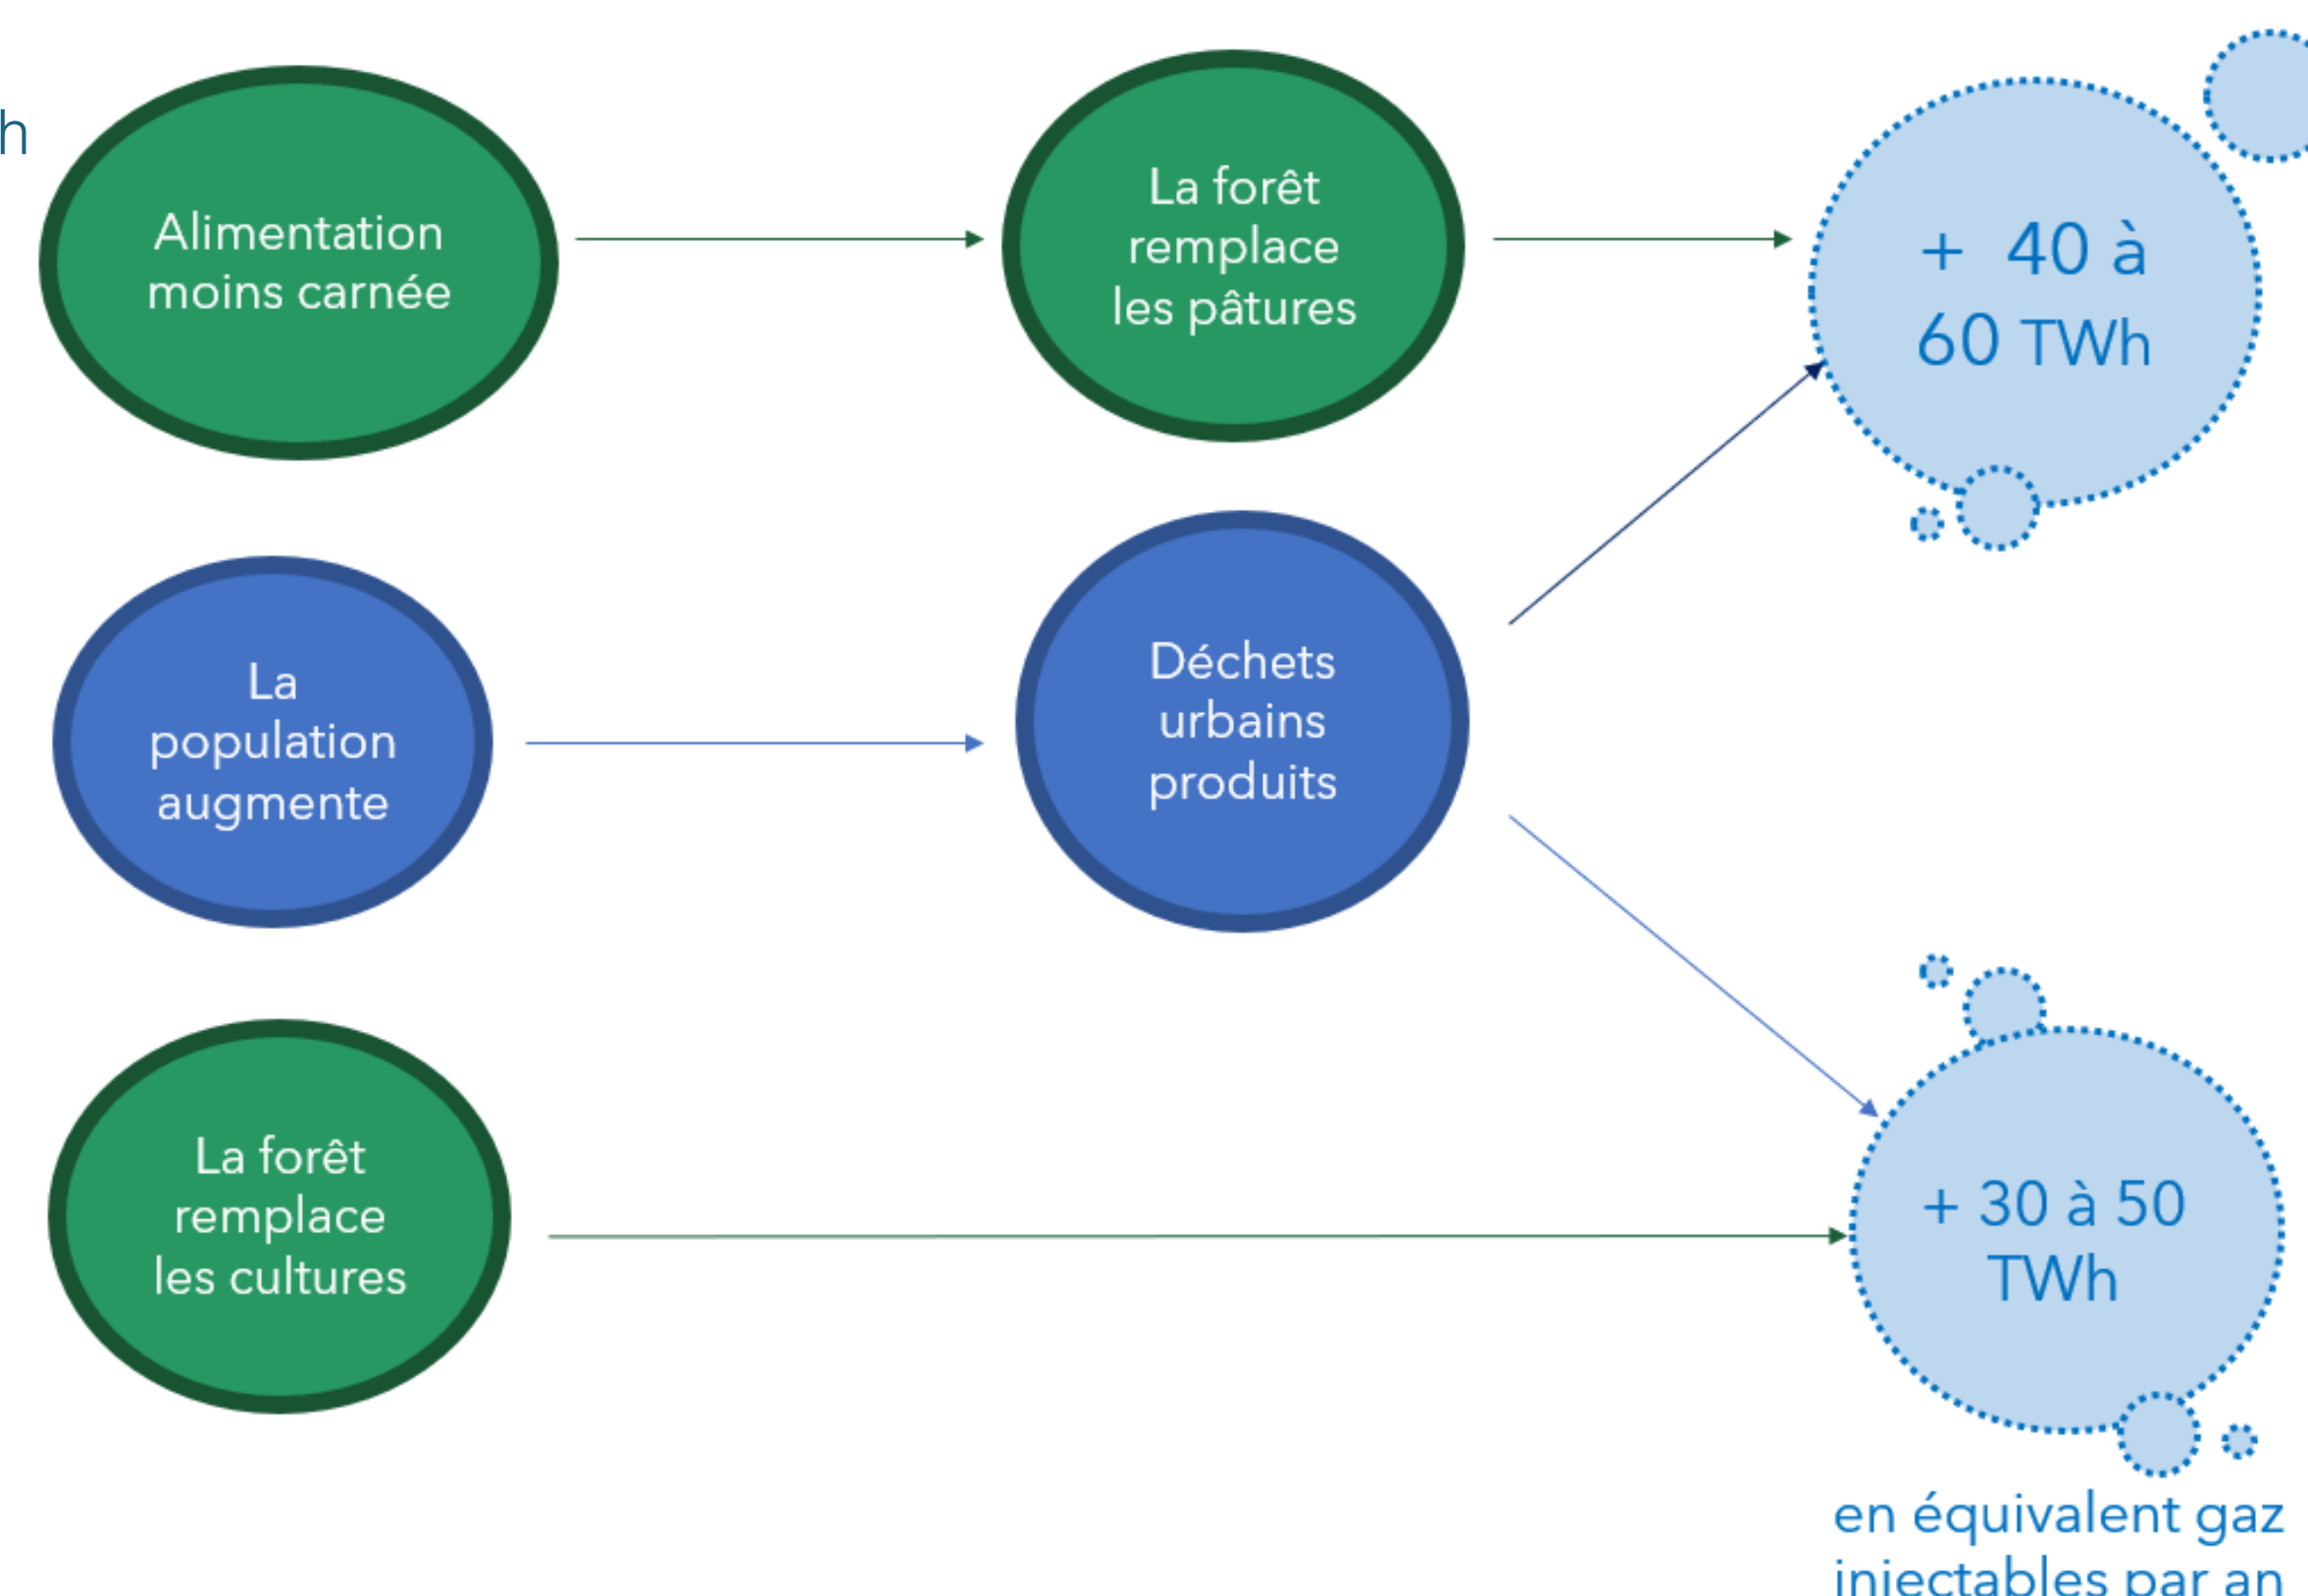 h
Alimentation
moins carnée
La forêt
remplace
les pâtures
+ 40 à
60 TWh
La
population
augmente
Déchets
urbains
produits
La forêt
remplace
les cultures
+ 30 à 50
TWh
en équivalent gaz
injectables par an